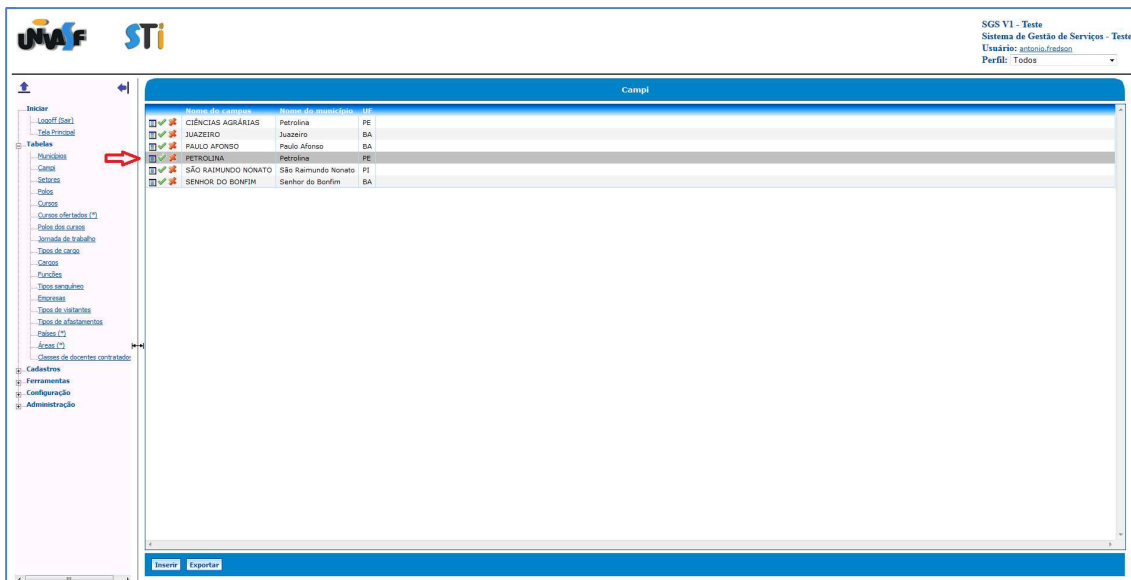 UNIVASF
STi
SGS V1 - Teste
Sistema de Gestão de Serviços - Teste
Usuário: antonio.fredson
Perfil: Todos
Iniciar
Logoff (Sair)
Tela Principal
Tabelas
Municípios
Campi
Setores
Polos
Cursos
Cursos ofertados (*)
Polos dos cursos
Jornada de trabalho
Tipos de cargo
Cargos
Funções
Tipos sanguíneo
Empresas
Tipos de visitantes
Tipos de afastamentos
Países (*)
Áreas (*)
Classes de docentes contratados
Cadastros
Ferramentas
Configuração
Administração
Campi
Nome do campus Nome do município UF
CIÊNCIAS AGRÁRIAS Petrolina PE
JUAZEIRO Juazeiro BA
PAULO AFONSO Paulo Afonso BA
PETROLINA Petrolina PE
SÃO RAIMUNDO NONATO São Raimundo Nonato PI
SENHOR DO BONFIM Senhor do Bonfim BA
Inserir Exportar